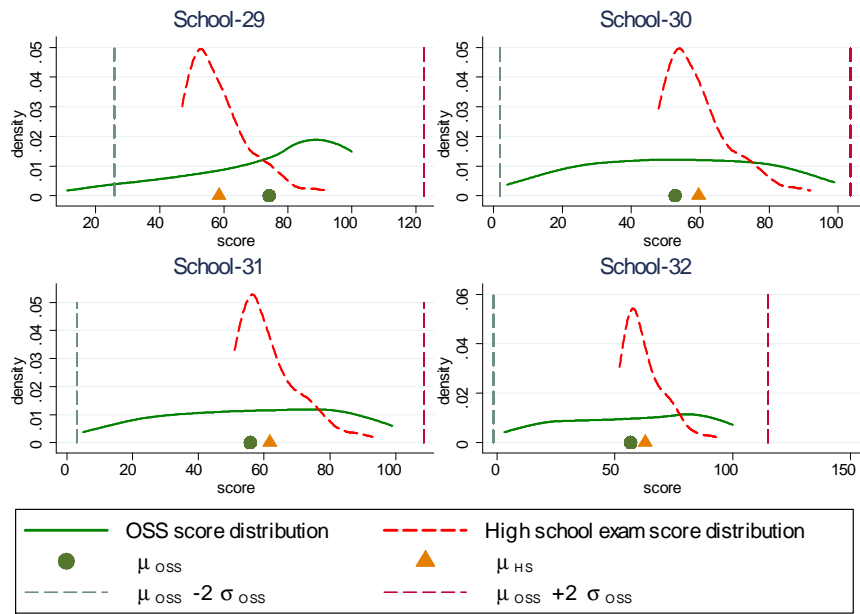 School-29
density
0 .01 .02 .03 .04 .05
20 40 60 80 100 120
score
School-30
density
0 .01 .02 .03 .04 .05
0 20 40 60 80 100
score
School-31
density
0 .01 .02 .03 .04 .05
0 20 40 60 80 100
score
School-32
density
0 .02 .04 .06
0 50 100 150
score
OSS score distribution
High school exam score distribution
μ OSS
μ HS
μ OSS -2 σ OSS
μ OSS +2 σ OSS